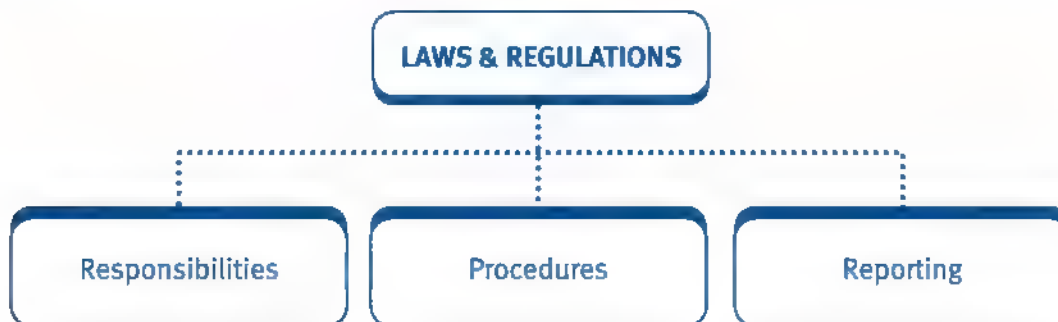 LAWS & REGULATIONS
Responsibilities
Procedures
Reporting